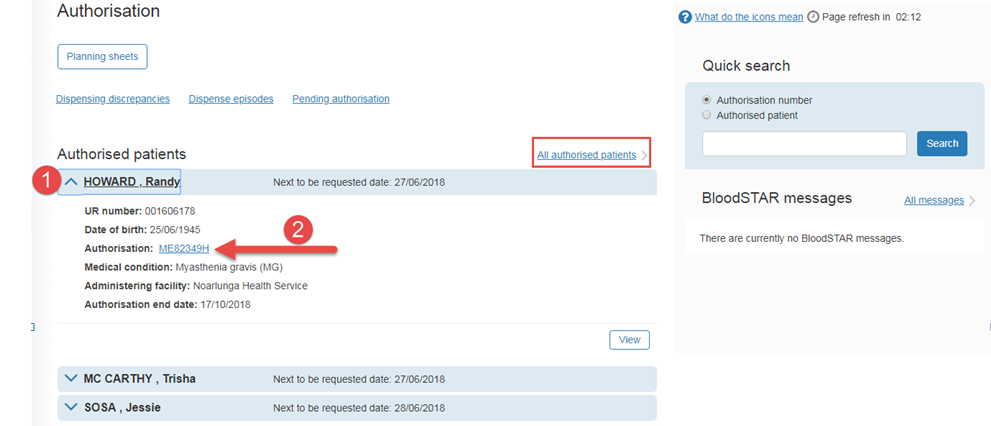 Authorisation
Planning sheets
Dispensing discrepancies Dispense episodes Pending authorisation
Authorised patients
All authorised patients
1
HOWARD , Randy Next to be requested date: 27/06/2018
UR number: 001606178
Date of birth: 25/06/1945
2
Authorisation: ME82349H
Medical condition: Myasthenia gravis (MG)
Administering facility: Noarlunga Health Service
Authorisation end date: 17/10/2018
View
MC CARTHY , Trisha Next to be requested date: 27/06/2018
SOSA , Jessie Next to be requested date: 28/06/2018
? What do the icons mean Page refresh in 02:12
Quick search
Authorisation number
Authorised patient
Search
BloodSTAR messages All messages
There are currently no BloodSTAR messages.